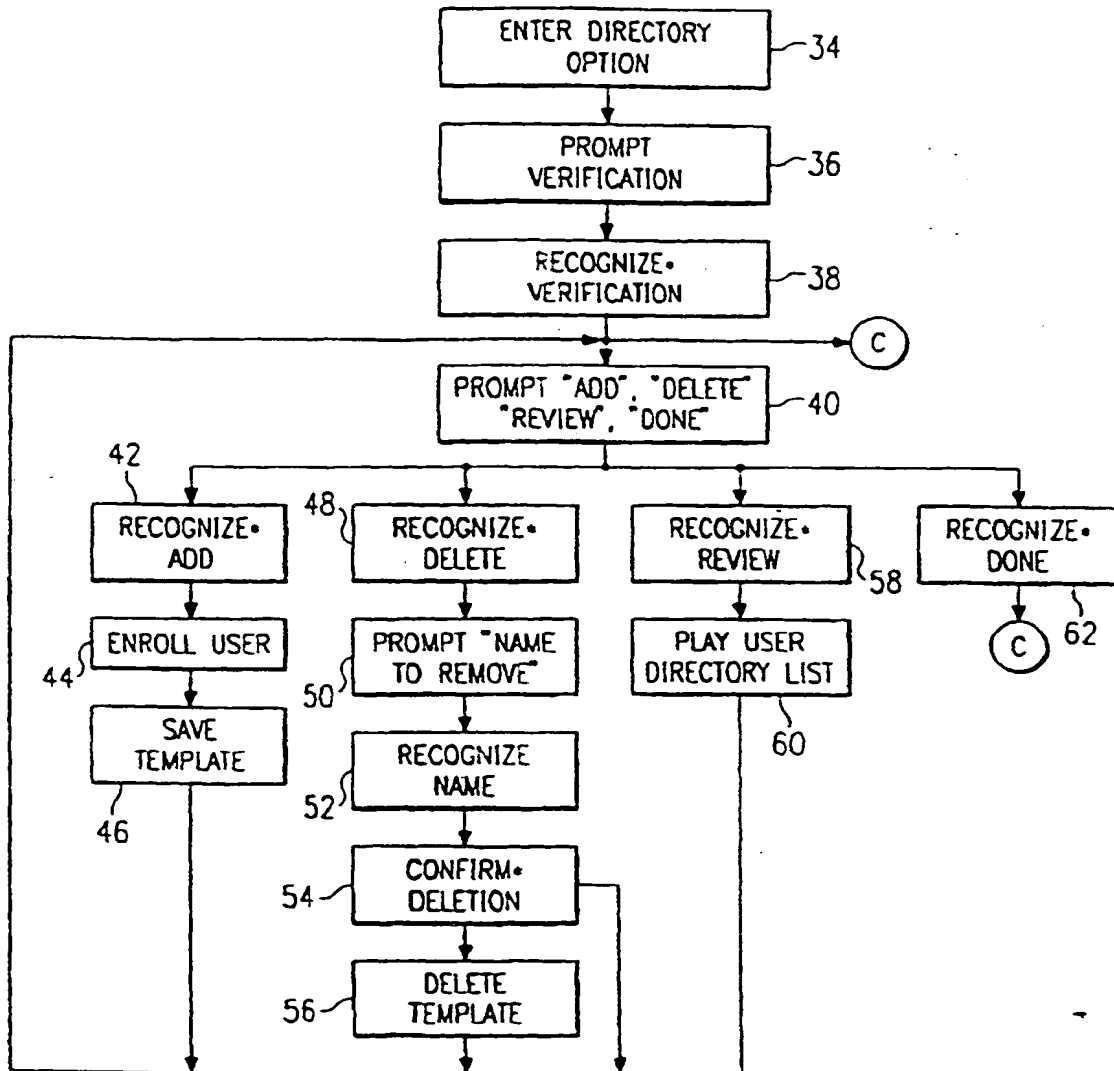 ENTER DIRECTORY
OPTION
34
PROMPT
VERIFICATION
36
RECOGNIZE*
VERIFICATION
38
C
PROMPT "ADD", "DELETE"
"REVIEW", "DONE"
40
42
RECOGNIZE*
ADD
48
RECOGNIZE*
DELETE
RECOGNIZE*
REVIEW
58
RECOGNIZE*
DONE
62
ENROLL USER
44
PROMPT "NAME
TO REMOVE"
50
PLAY USER
DIRECTORY LIST
60
C
SAVE
TEMPLATE
46
RECOGNIZE
NAME
52
CONFIRM*
DELETION
54
DELETE
TEMPLATE
56